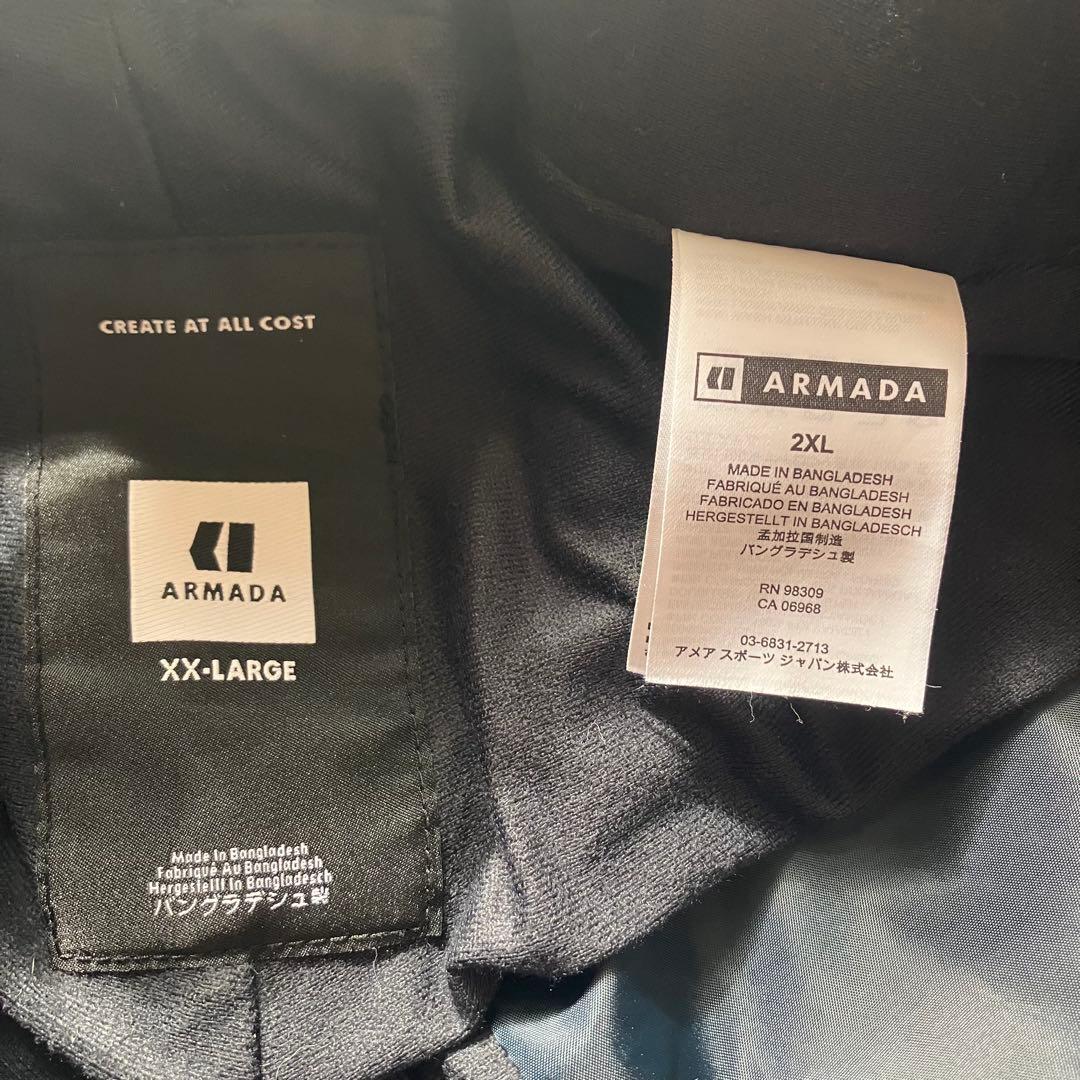 CREATE AT ALL COST
ARMADA
XX-LARGE
Made In Bangladesh
Fabriqué Au Bangladesh
Hergestellt In Bangladesch
バングラデシュ製
ARMADA
2XL
MADE IN BANGLADESH
FABRIQUÉ AU BANGLADESH
FABRICADO EN BANGLADESH
HERGESTELLT IN BANGLADESCH
孟加拉国制造
バングラデシュ製
RN 98309
CA 06968
03-6831-2713
アメア スポーツ ジャパン株式会社